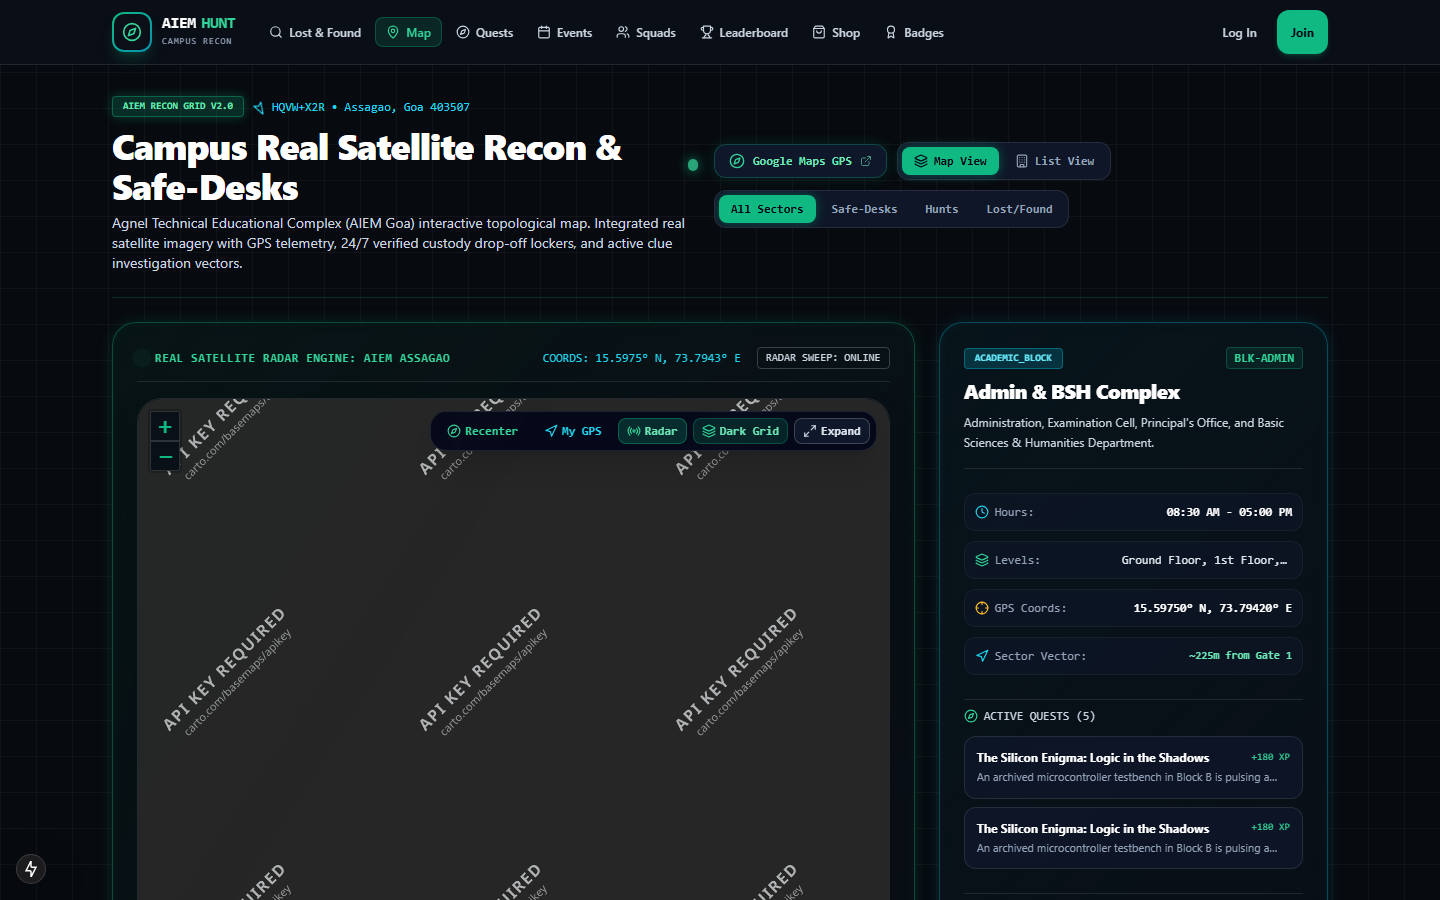 AIEM HUNT
CAMPUS RECON
Lost & Found
Map
Quests
Events
Squads
Leaderboard
Shop
Badges
Log In
Join
AIEM RECON GRID V2.0
HQVW+X2R • Assagao, Goa 403507
Campus Real Satellite Recon &
Safe-Desks
Agnel Technical Educational Complex (AIEM Goa) interactive topological map. Integrated real
satellite imagery with GPS telemetry, 24/7 verified custody drop-off lockers, and active clue
investigation vectors.
Google Maps GPS
Map View
List View
All Sectors
Safe-Desks
Hunts
Lost/Found
REAL SATELLITE RADAR ENGINE: AIEM ASSAGAO
COORDS: 15.5975° N, 73.7943° E
RADAR SWEEP: ONLINE
+
−
Recenter
My GPS
Radar
Dark Grid
Expand
API KEY REQUIRED
carto.com/basemaps/apikey
API KEY REQUIRED
carto.com/basemaps/apikey
API KEY REQUIRED
carto.com/basemaps/apikey
ACADEMIC_BLOCK
BLK-ADMIN
Admin & BSH Complex
Administration, Examination Cell, Principal's Office, and Basic
Sciences & Humanities Department.
Hours:
08:30 AM - 05:00 PM
Levels:
Ground Floor, 1st Floor,…
GPS Coords:
15.59750° N, 73.79420° E
Sector Vector:
~225m from Gate 1
ACTIVE QUESTS (5)
The Silicon Enigma: Logic in the Shadows
+180 XP
An archived microcontroller testbench in Block B is pulsing a…
The Silicon Enigma: Logic in the Shadows
+180 XP
An archived microcontroller testbench in Block B is pulsing a…